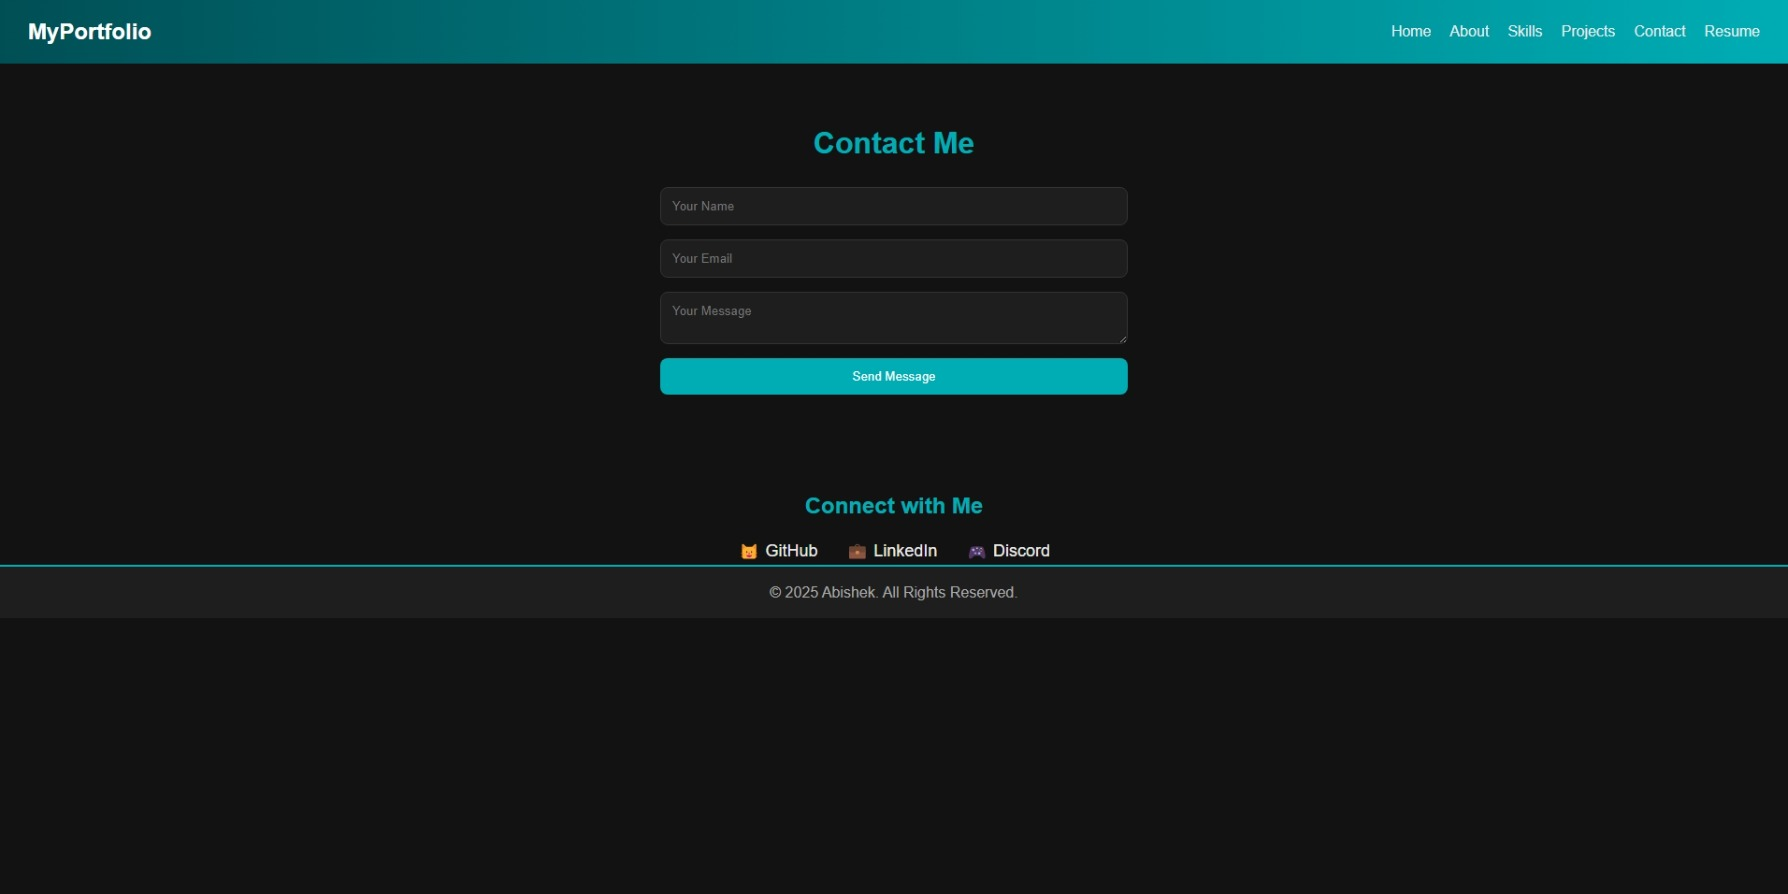 MyPortfolio
Home About Skills Projects Contact Resume
Contact Me
Your Name
Your Email
Your Message
Send Message
Connect with Me
🐱 GitHub 💼 LinkedIn 🎮 Discord
© 2025 Abishek. All Rights Reserved.